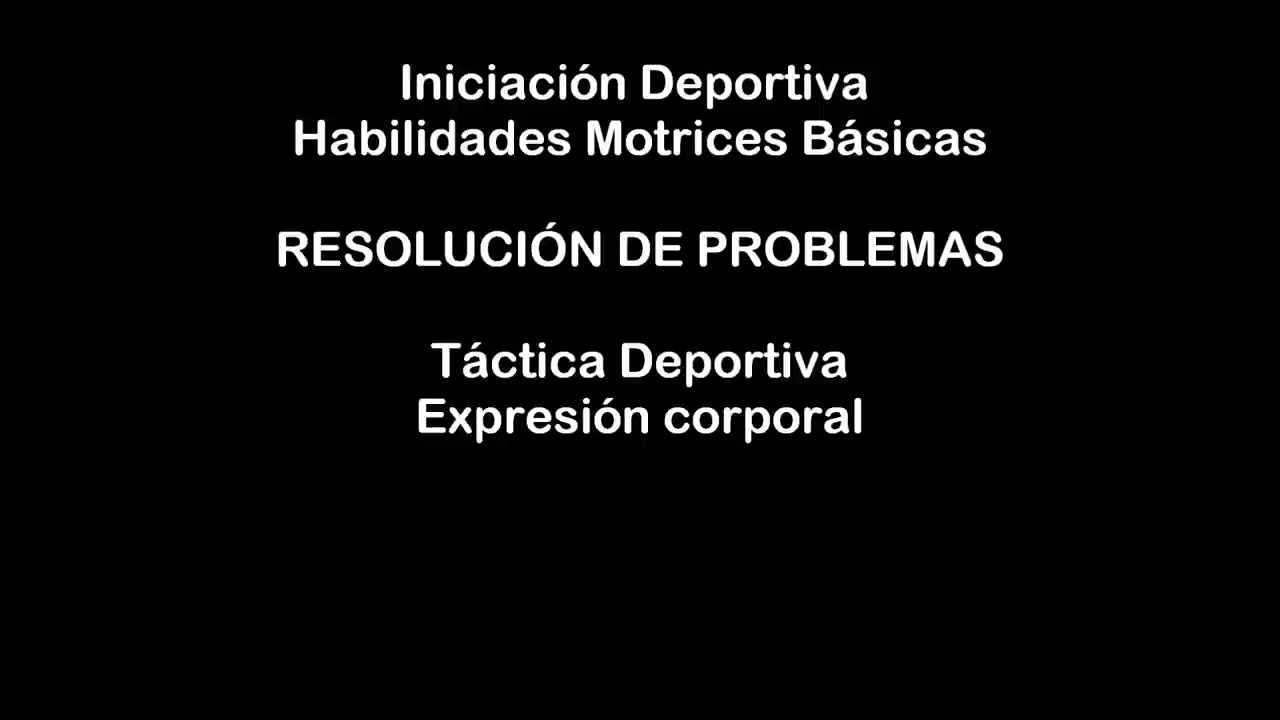 Iniciación Deportiva
Habilidades Motrices Básicas
RESOLUCIÓN DE PROBLEMAS
Táctica Deportiva
Expresión corporal